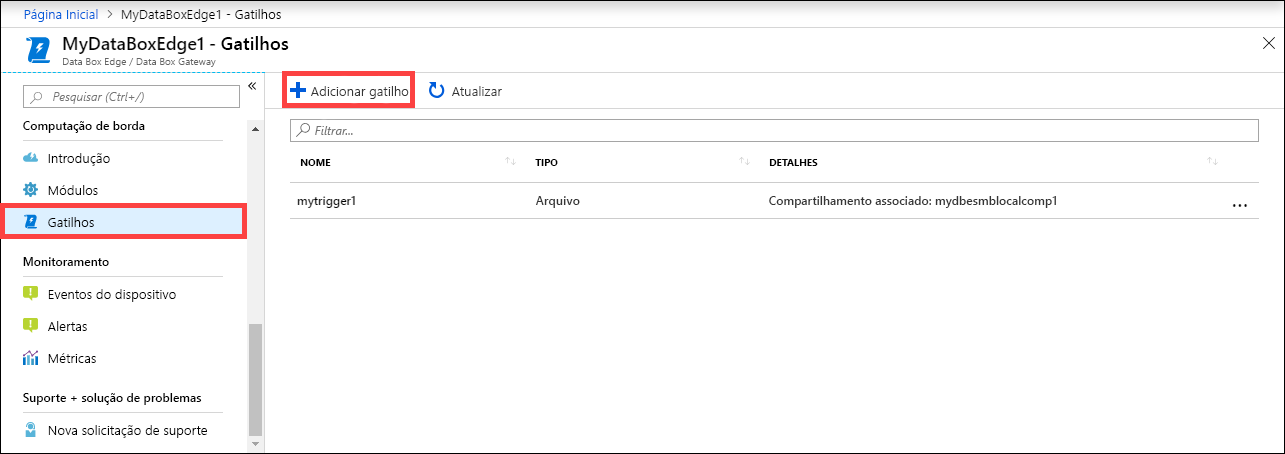 Página Inicial > MyDataBoxEdge1 - Gatilhos
MyDataBoxEdge1 - Gatilhos
Data Box Edge / Data Box Gateway
Pesquisar (Ctrl+/)
«
Computação de borda
Introdução
Módulos
Gatilhos
Monitoramento
Eventos do dispositivo
Alertas
Métricas
Suporte + solução de problemas
Nova solicitação de suporte
Adicionar gatilho Atualizar
Filtrar...
NOME TIPO DETALHES
mytrigger1 Arquivo Compartilhamento associado: mydbesmblocalcomp1 ...